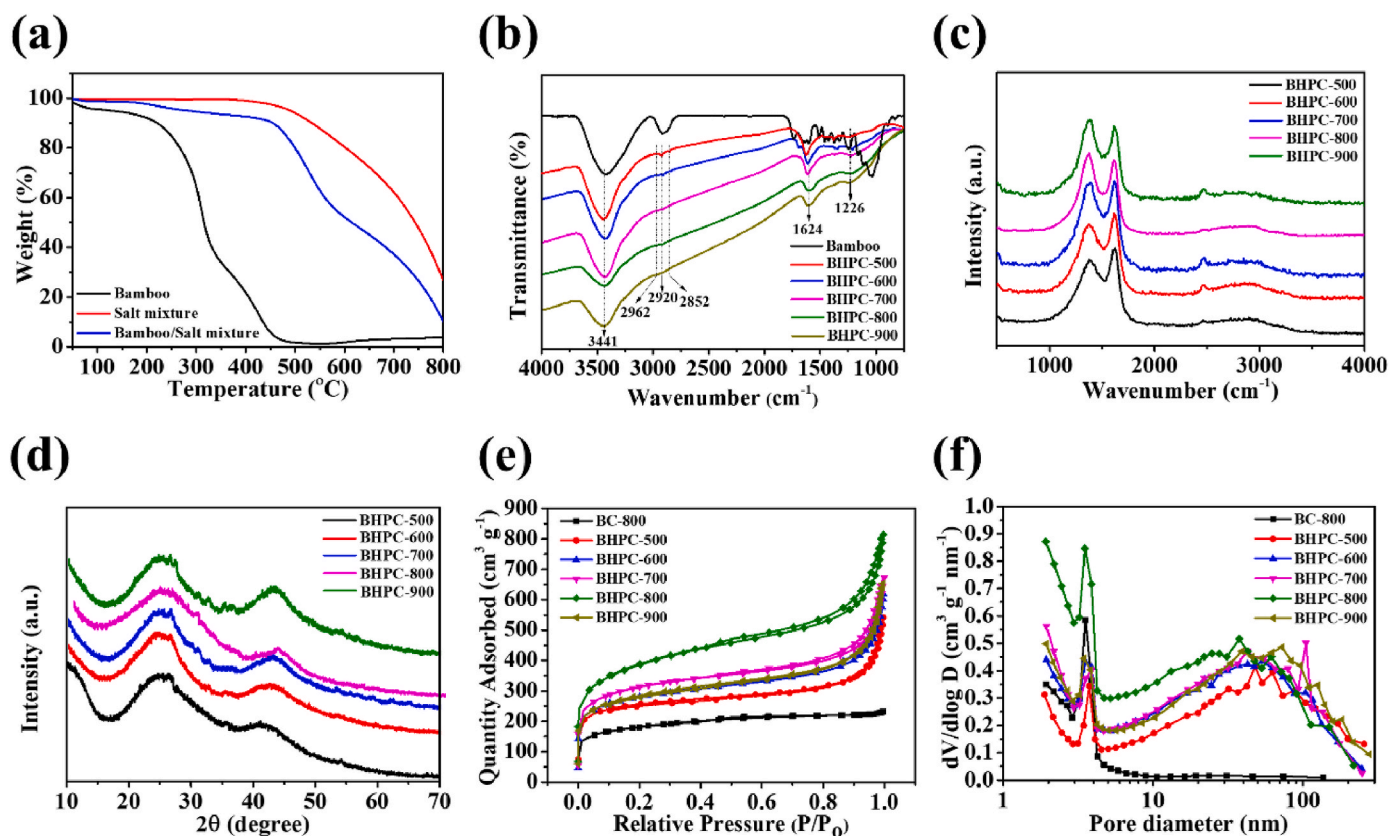 (a)
100
80
60
40
20
0
Weight (%)
Bamboo
Salt mixture
Bamboo/Salt mixture
100 200 300 400 500 600 700 800
Temperature (°C)
(b)
Transmittance (%)
3441
2962
2920
2852
1624
1226
Bamboo
BHPC-500
BHPC-600
BHPC-700
BHPC-800
BHPC-900
4000 3500 3000 2500 2000 1500 1000
Wavenumber (cm⁻¹)
(c)
Intensity (a.u.)
BHPC-500
BHPC-600
BHPC-700
BHPC-800
BHPC-900
1000 2000 3000 4000
Wavenumber (cm⁻¹)
(d)
Intensity (a.u.)
BHPC-500
BHPC-600
BHPC-700
BHPC-800
BHPC-900
10 20 30 40 50 60 70
2θ (degree)
(e)
900
800
700
600
500
400
300
200
100
0
Quantity Adsorbed (cm³ g⁻¹)
BC-800
BHPC-500
BHPC-600
BHPC-700
BHPC-800
BHPC-900
0.0 0.2 0.4 0.6 0.8 1.0
Relative Pressure (P/P₀)
(f)
1.0
0.9
0.8
0.7
0.6
0.5
0.4
0.3
0.2
0.1
0.0
dV/dlog D (cm³ g⁻¹ nm⁻¹)
BC-800
BHPC-500
BHPC-600
BHPC-700
BHPC-800
BHPC-900
1 10 100
Pore diameter (nm)